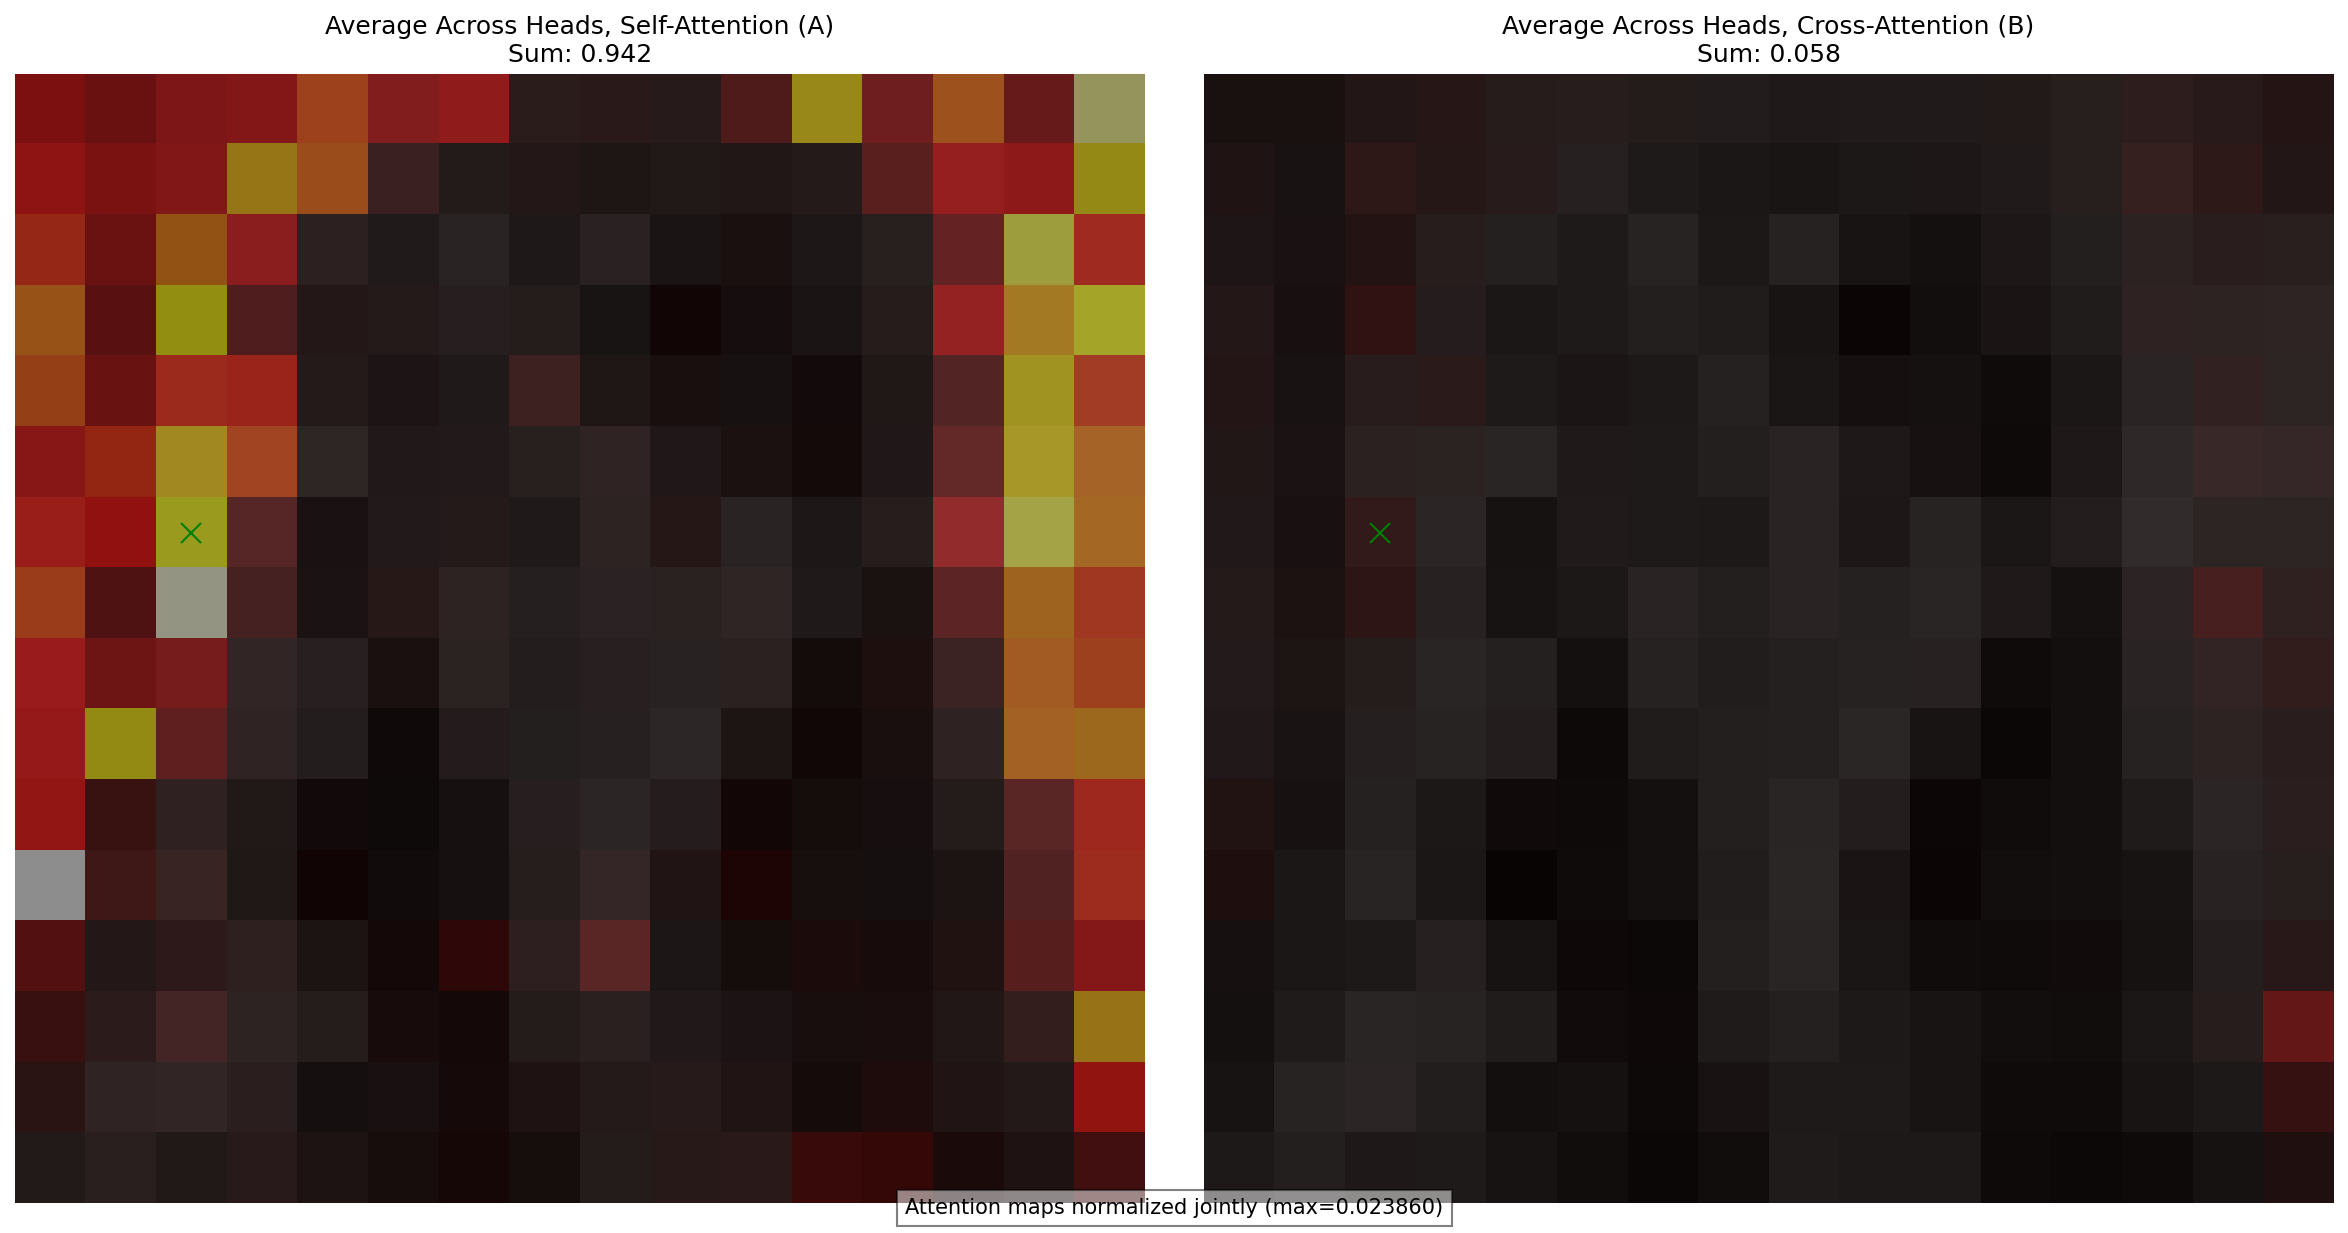 Average Across Heads, Self-Attention (A)
Sum: 0.942
Average Across Heads, Cross-Attention (B)
Sum: 0.058
Attention maps normalized jointly (max=0.023860)